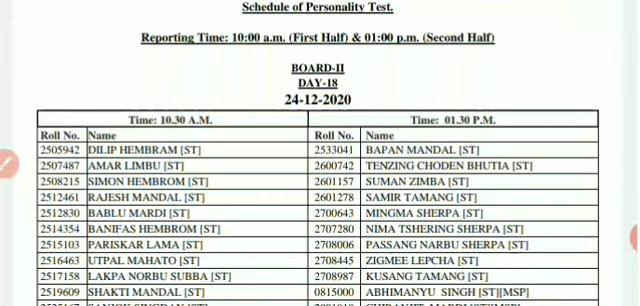 Schedule of Personality Test.
Reporting Time: 10:00 a.m. (First Half) & 01:00 p.m. (Second Half)
BOARD-II
DAY-18
24-12-2020
Time: 10.30 A.M. Time: 01.30 P.M.
Roll No. Name Roll No. Name
2505942 DILIP HEMBRAM [ST] 2533041 BAPAN MANDAL [ST]
2507487 AMAR LIMBU [ST] 2600742 TENZING CHODEN BHUTIA [ST]
2508215 SIMON HEMBROM [ST] 2601157 SUMAN ZIMBA [ST]
2512461 RAJESH MANDAL [ST] 2601278 SAMIR TAMANG [ST]
2512830 BABLU MARDI [ST] 2700643 MINGMA SHERPA [ST]
2514354 BANIFAS HEMBROM [ST] 2707280 NIMA TSHERING SHERPA [ST]
2515103 PARISKAR LAMA [ST] 2708006 PASSANG NARBU SHERPA [ST]
2516463 UTPAL MAHATO [ST] 2708445 ZIGMEE LEPCHA [ST]
2517158 LAKPA NORBU SUBBA [ST] 2708987 KUSANG TAMANG [ST]
2519609 SHAKTI MANDAL [ST] 0815000 ABHIMANYU SINGH [ST][MSP]